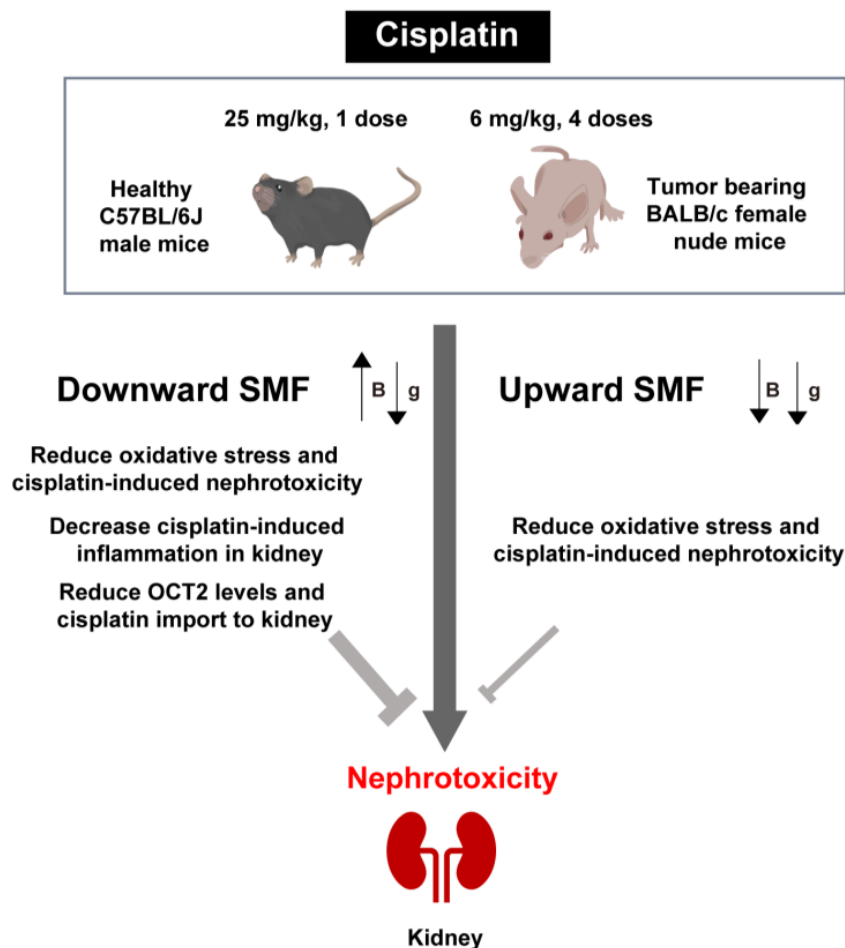 Cisplatin
25 mg/kg, 1 dose
6 mg/kg, 4 doses
Healthy
C57BL/6J
male mice
Tumor bearing
BALB/c female
nude mice
Downward SMF
B
g
Upward SMF
B
g
Reduce oxidative stress and
cisplatin-induced nephrotoxicity
Decrease cisplatin-induced
inflammation in kidney
Reduce OCT2 levels and
cisplatin import to kidney
Reduce oxidative stress and
cisplatin-induced nephrotoxicity
Nephrotoxicity
Kidney